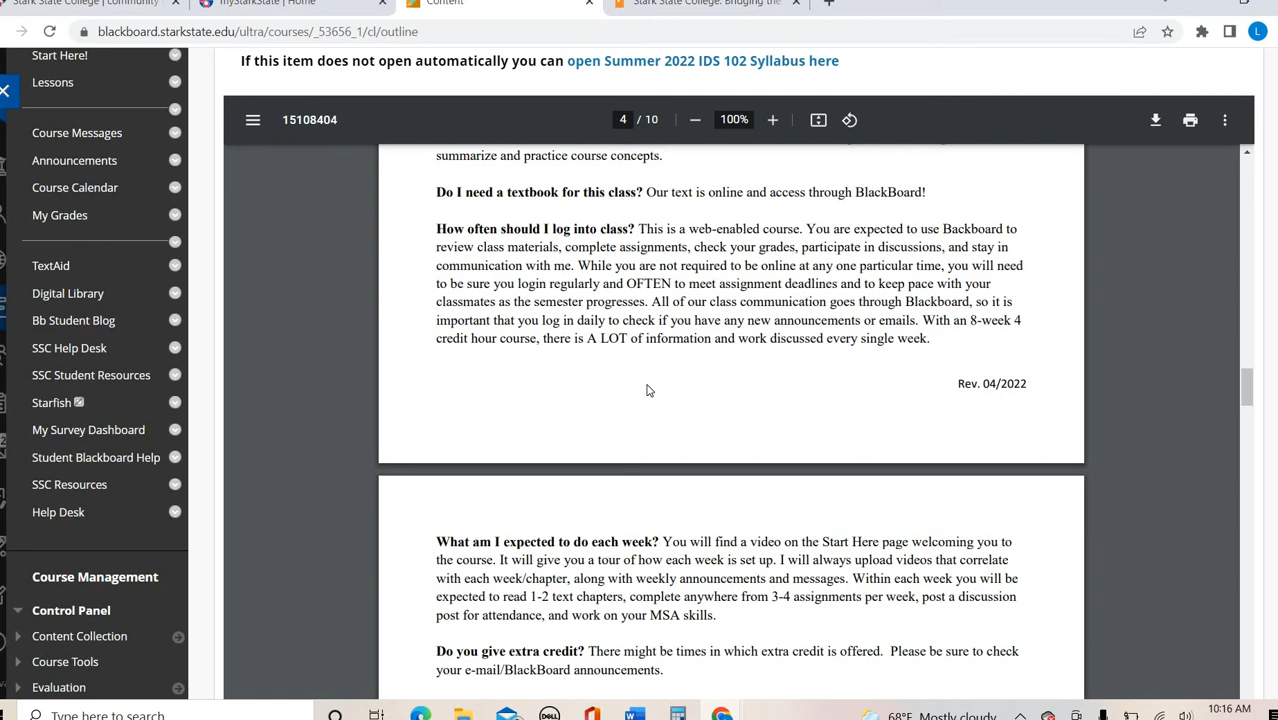 Stark State College | community
myStarkState | Home
Content
Stark State College: Bridging the
blackboard.starkstate.edu/ultra/courses/_53656_1/cl/outline
L
Start Here!
Lessons
Course Messages
Announcements
Course Calendar
My Grades
TextAid
Digital Library
Bb Student Blog
SSC Help Desk
SSC Student Resources
Starfish
My Survey Dashboard
Student Blackboard Help
SSC Resources
Help Desk
Course Management
Control Panel
Content Collection
Course Tools
Evaluation
If this item does not open automatically you can open Summer 2022 IDS 102 Syllabus here
15108404
4 / 10
100%
summarize and practice course concepts.
Do I need a textbook for this class? Our text is online and access through BlackBoard!
How often should I log into class? This is a web-enabled course. You are expected to use Backboard to
review class materials, complete assignments, check your grades, participate in discussions, and stay in
communication with me. While you are not required to be online at any one particular time, you will need
to be sure you login regularly and OFTEN to meet assignment deadlines and to keep pace with your
classmates as the semester progresses. All of our class communication goes through Blackboard, so it is
important that you log in daily to check if you have any new announcements or emails. With an 8-week 4
credit hour course, there is A LOT of information and work discussed every single week.
Rev. 04/2022
What am I expected to do each week? You will find a video on the Start Here page welcoming you to
the course. It will give you a tour of how each week is set up. I will always upload videos that correlate
with each week/chapter, along with weekly announcements and messages. Within each week you will be
expected to read 1-2 text chapters, complete anywhere from 3-4 assignments per week, post a discussion
post for attendance, and work on your MSA skills.
Do you give extra credit? There might be times in which extra credit is offered. Please be sure to check
your e-mail/BlackBoard announcements.
Type here to search
DELL
68°F Mostly cloudy
10:16 AM